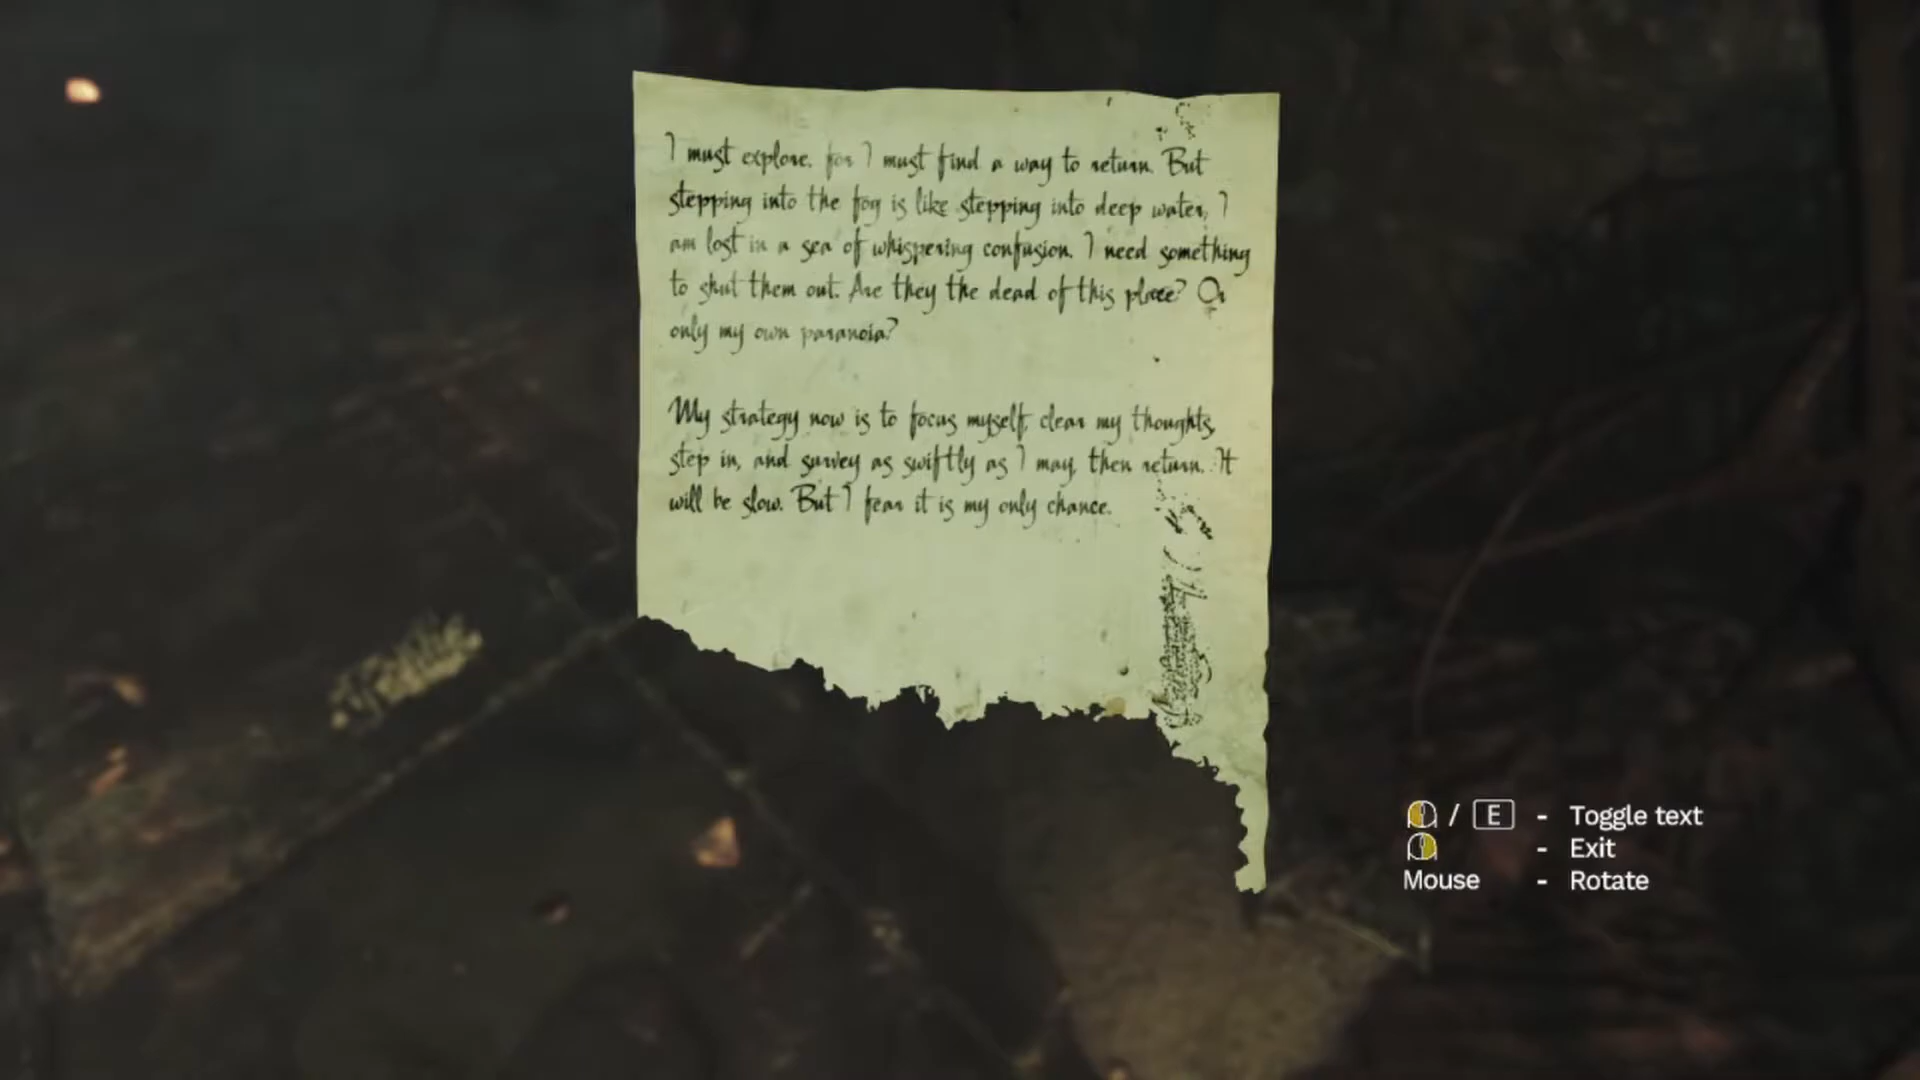 I must explore, for I must find a way to return. But
stepping into the fog is like stepping into deep water, I
am lost in a sea of whispering confusion. I need something
to shut them out. Are they the dead of this place? Or
only my own paranoia?
My strategy now is to focus myself, clear my thoughts,
step in, and survey as swiftly as I may, then return. It
will be slow. But I fear it is my only chance.
/ E - Toggle text
- Exit
Mouse - Rotate